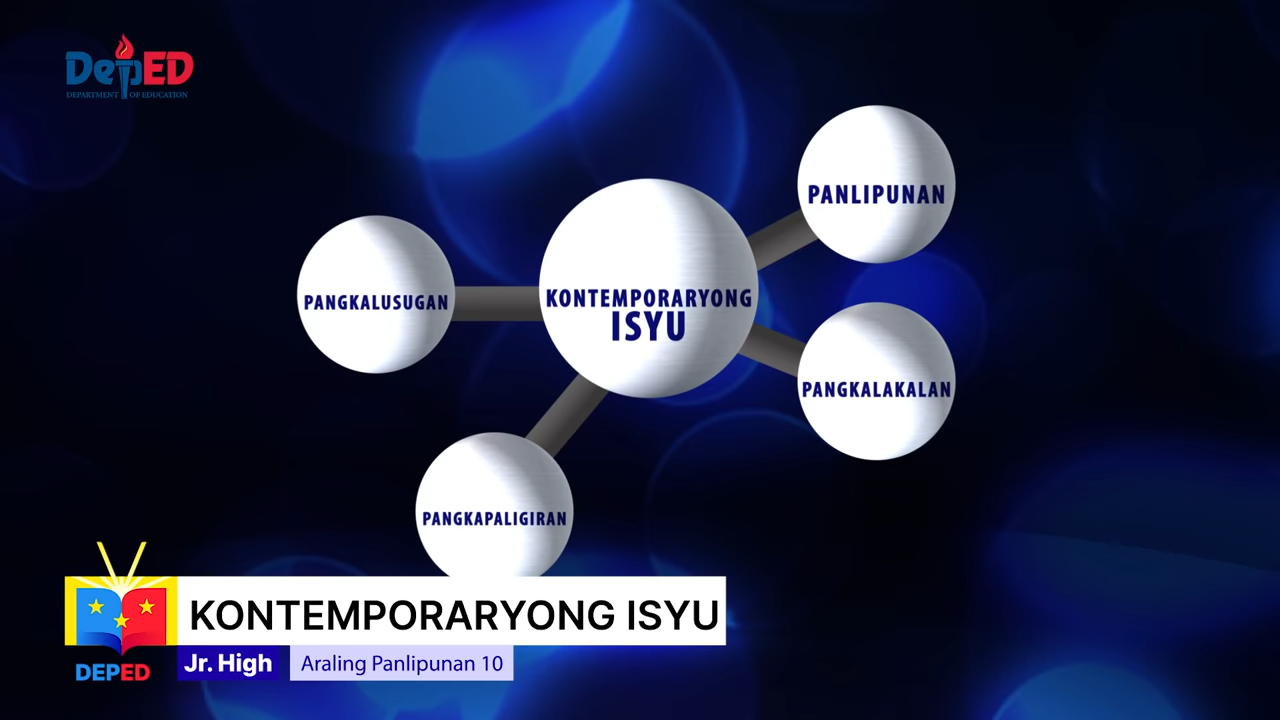 DepED
DEPARTMENT OF EDUCATION
PANLIPUNAN
PANGKALUSUGAN
KONTEMPORARYONG
ISYU
PANGKALAKALAN
PANGKAPALIGIRAN
KONTEMPORARYONG ISYU
DEPED
Jr. High
Araling Panlipunan 10